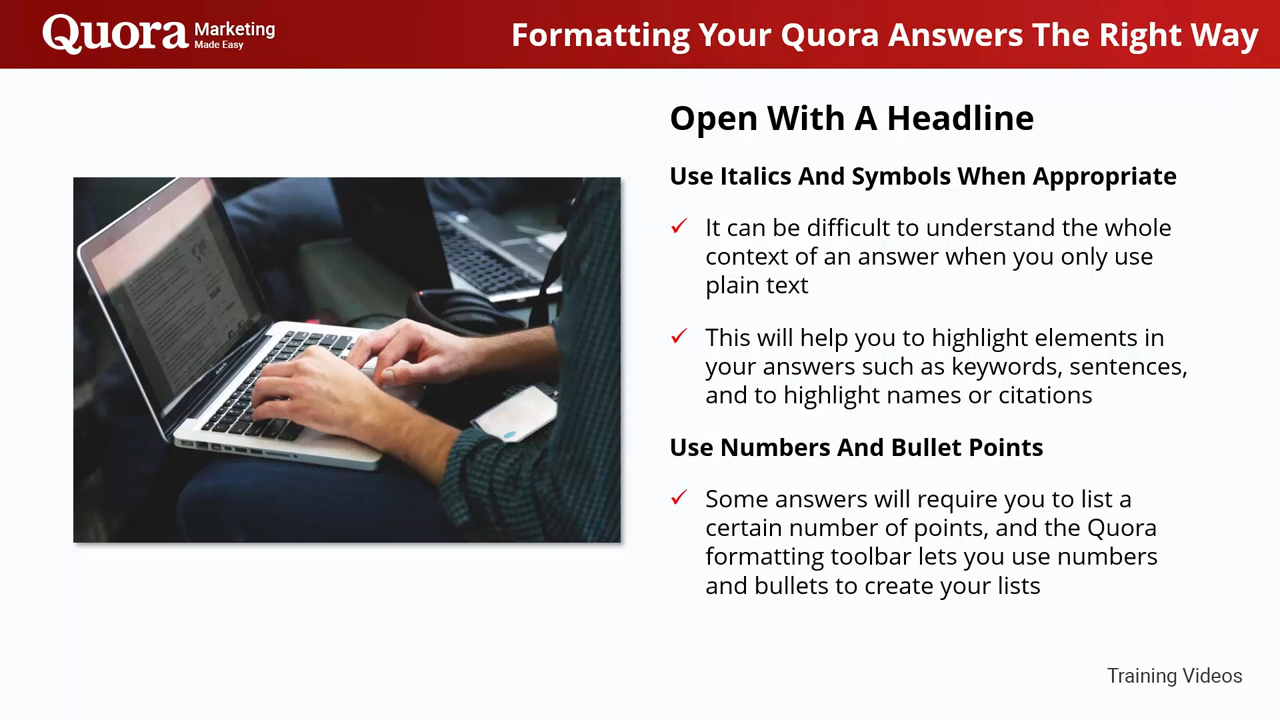 Quora Marketing
Made Easy
Formatting Your Quora Answers The Right Way
Open With A Headline
Use Italics And Symbols When Appropriate
✓ It can be difficult to understand the whole
context of an answer when you only use
plain text
✓ This will help you to highlight elements in
your answers such as keywords, sentences,
and to highlight names or citations
Use Numbers And Bullet Points
✓ Some answers will require you to list a
certain number of points, and the Quora
formatting toolbar lets you use numbers
and bullets to create your lists
Training Videos